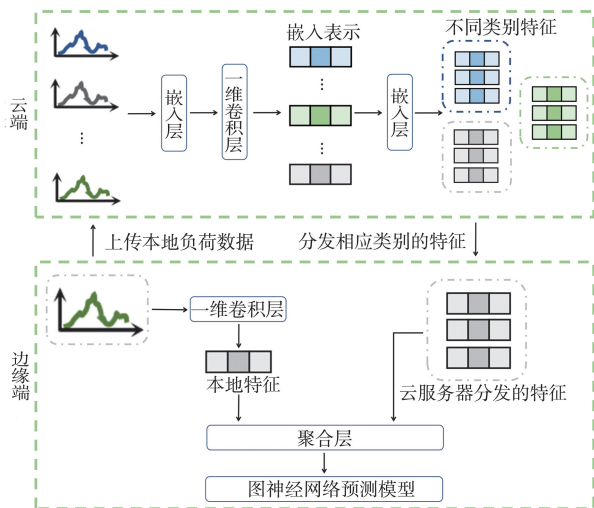 云端
嵌入层
一维卷积层
嵌入表示
嵌入层
不同类别特征
上传本地负荷数据
分发相应类别的特征
边缘端
一维卷积层
本地特征
云服务器分发的特征
聚合层
图神经网络预测模型